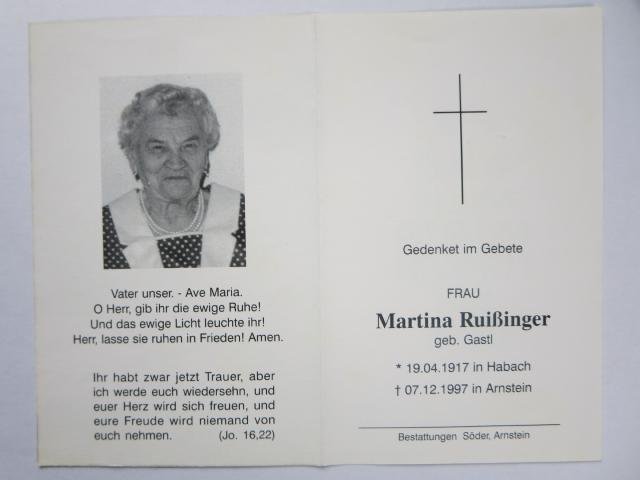 Vater unser. - Ave Maria.
O Herr, gib ihr die ewige Ruhe!
Und das ewige Licht leuchte ihr!
Herr, lasse sie ruhen in Frieden! Amen.
Ihr habt zwar jetzt Trauer, aber
ich werde euch wiedersehn, und
euer Herz wird sich freuen, und
eure Freude wird niemand von
euch nehmen. (Jo. 16,22)
Gedenket im Gebete
FRAU
Martina Ruißinger
geb. Gastl
* 19.04.1917 in Habach
† 07.12.1997 in Arnstein
Bestattungen Söder, Arnstein